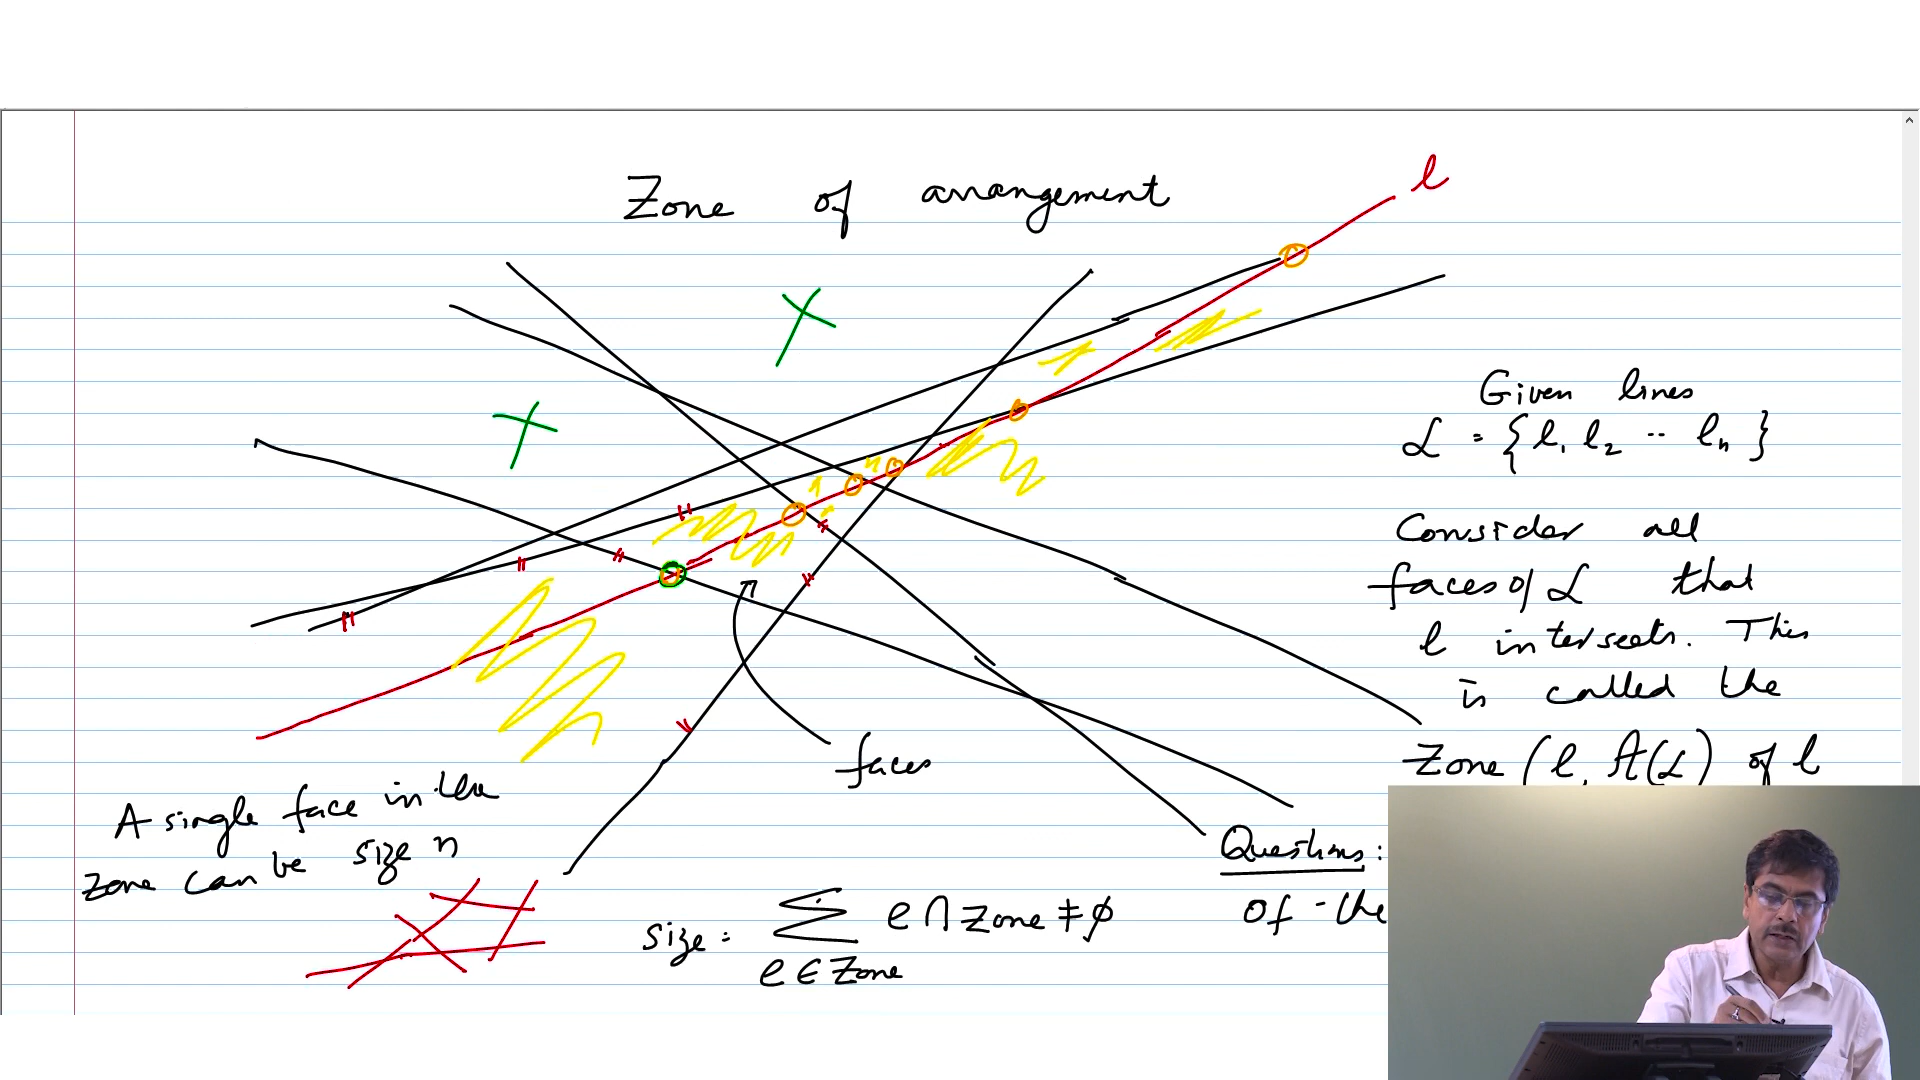 Zone of arrangement
l
Given lines
L = { l1 l2 .. ln }
Consider all
faces of L that
l intersects. This
is called the
Zone (l, A(L) of l
faces
A single face in the
zone can be size n
Questions:
of the
size = ∑ e ∩ zone ≠ φ
e ∈ Zone